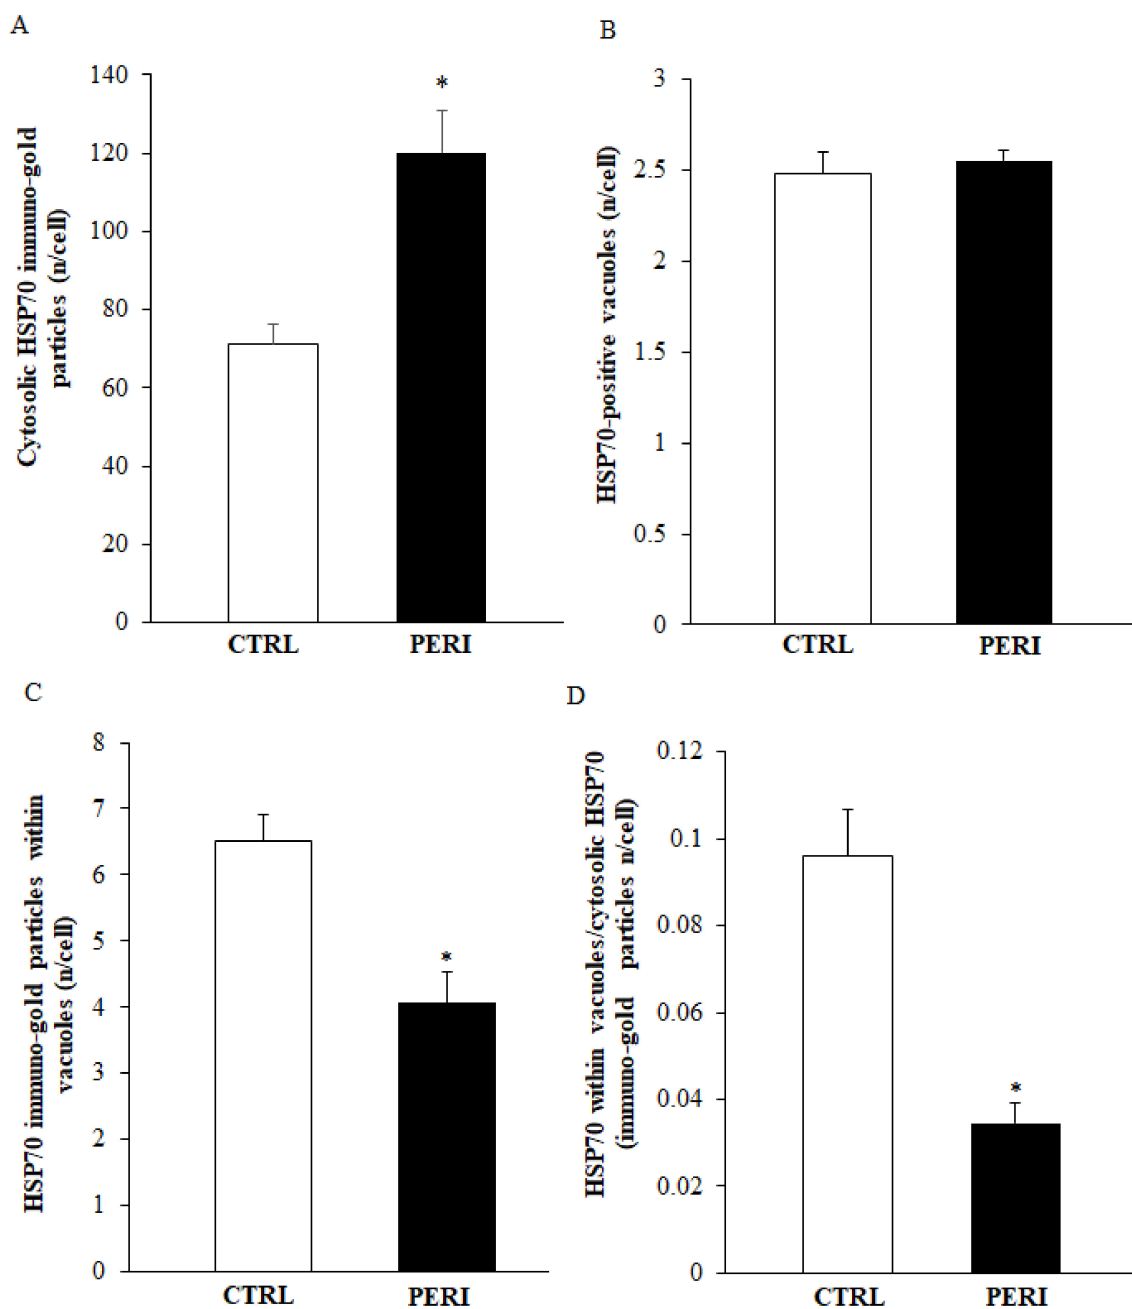 A
Cytosolic HSP70 immuno-gold
particles (n/cell)
140
120
100
80
60
40
20
0
*
CTRL
PERI
B
HSP70-positive vacuoles (n/cell)
3
2.5
2
1.5
1
0.5
0
CTRL
PERI
C
HSP70 immuno-gold particles within
vacuoles (n/cell)
8
7
6
5
4
3
2
1
0
*
CTRL
PERI
D
HSP70 within vacuoles/cytosolic HSP70
(immuno-gold particles n/cell)
0.12
0.1
0.08
0.06
0.04
0.02
0
*
CTRL
PERI